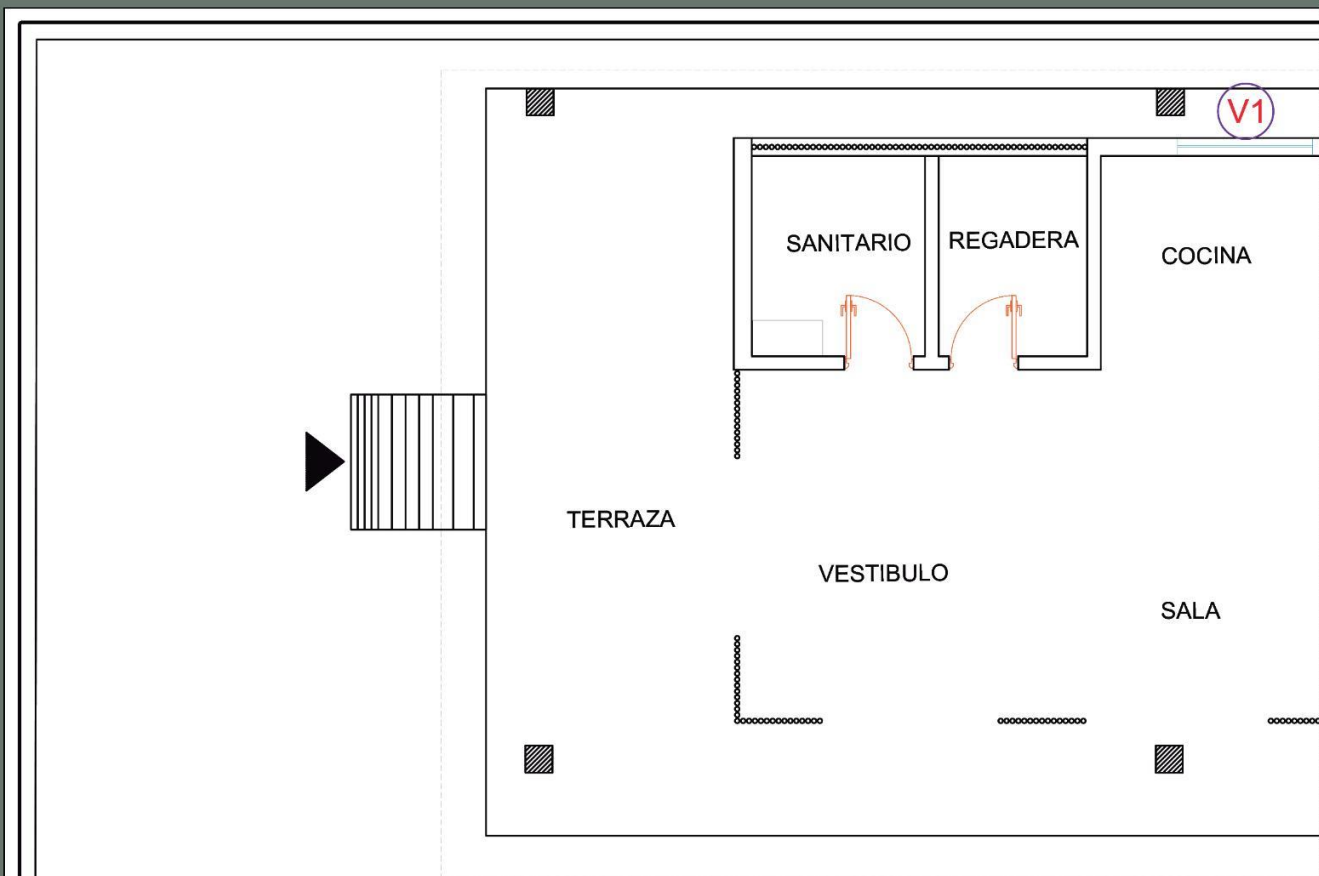 V1
SANITARIO
REGADERA
COCINA
TERRAZA
VESTIBULO
SALA